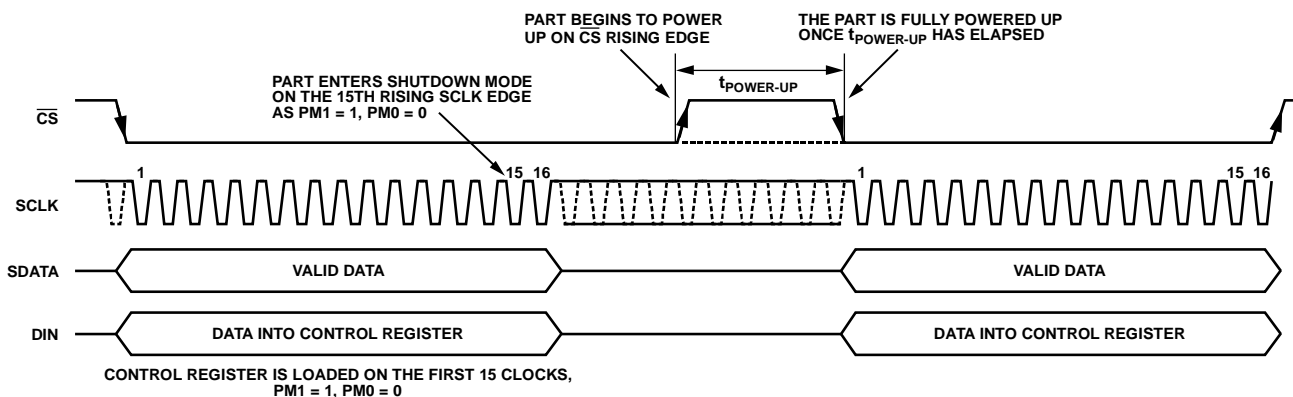 PART BEGINS TO POWER
UP ON CS RISING EDGE
THE PART IS FULLY POWERED UP
ONCE tPOWER-UP HAS ELAPSED
PART ENTERS SHUTDOWN MODE
ON THE 15TH RISING SCLK EDGE
AS PM1 = 1, PM0 = 0
tPOWER-UP
CS
1
15
16
1
15
16
SCLK
SDATA
VALID DATA
VALID DATA
DIN
DATA INTO CONTROL REGISTER
DATA INTO CONTROL REGISTER
CONTROL REGISTER IS LOADED ON THE FIRST 15 CLOCKS,
PM1 = 1, PM0 = 0